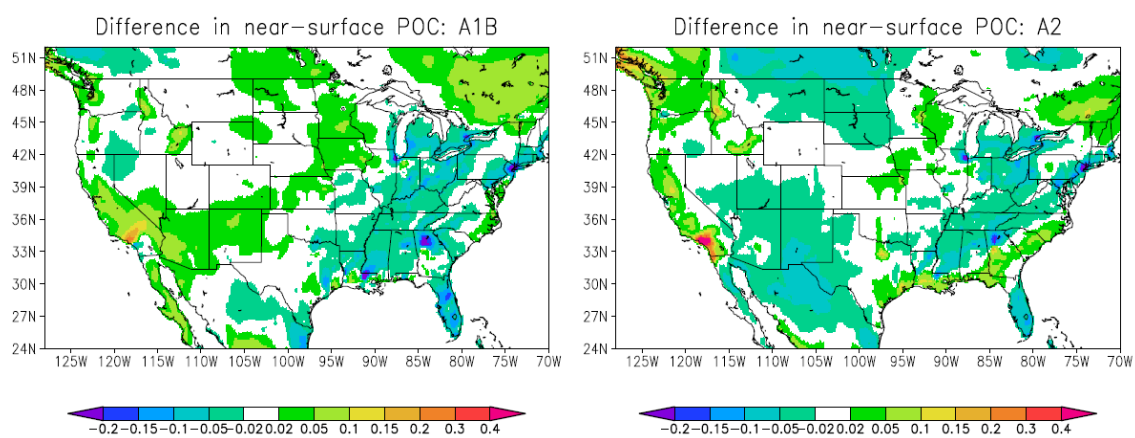 Difference in near-surface POC: A1B
51N
48N
45N
42N
39N
36N
33N
30N
27N
24N
125W 120W 115W 110W 105W 100W 95W 90W 85W 80W 75W 70W
-0.2 -0.15 -0.1 -0.05 -0.02 0.02 0.05 0.1 0.15 0.2 0.3 0.4
Difference in near-surface POC: A2
51N
48N
45N
42N
39N
36N
33N
30N
27N
24N
125W 120W 115W 110W 105W 100W 95W 90W 85W 80W 75W 70W
-0.2 -0.15 -0.1 -0.05 -0.02 0.02 0.05 0.1 0.15 0.2 0.3 0.4